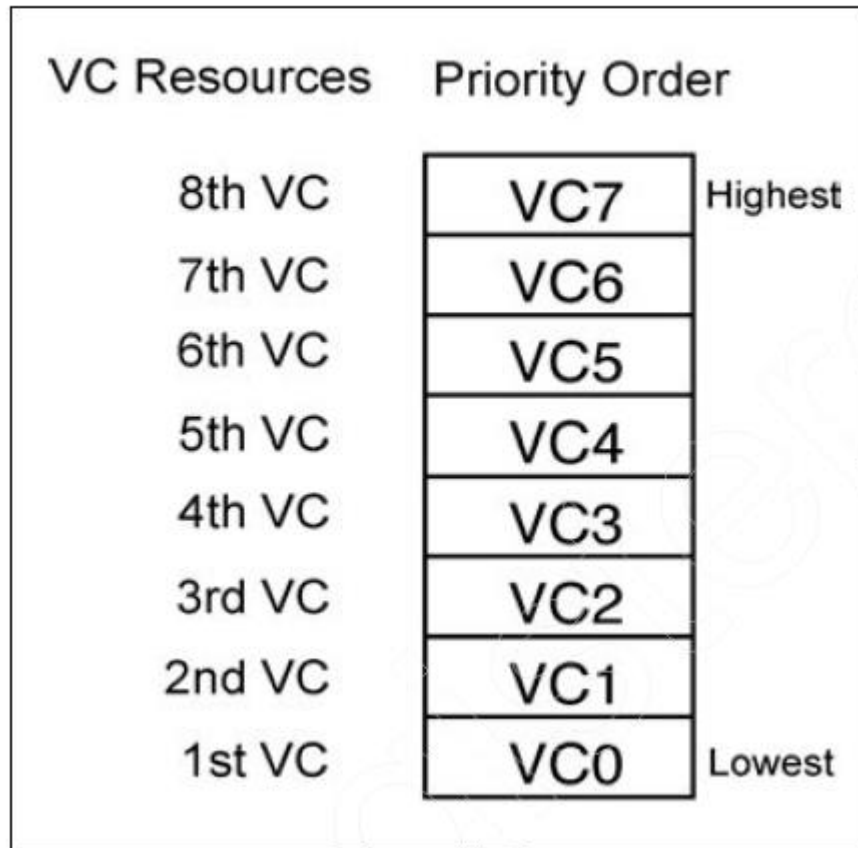 VC Resources Priority Order
8th VC VC7 Highest
7th VC VC6
6th VC VC5
5th VC VC4
4th VC VC3
3rd VC VC2
2nd VC VC1
1st VC VC0 Lowest